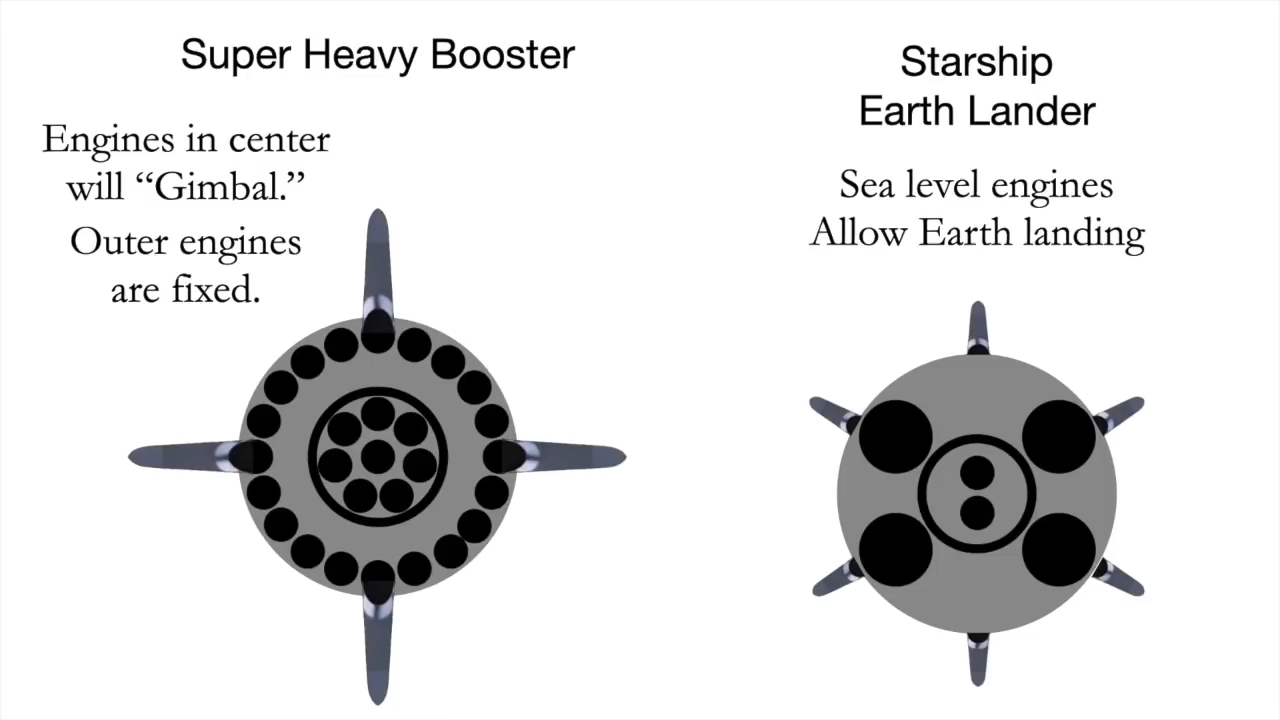 Super Heavy Booster
Engines in center
will “Gimbal.”
Outer engines
are fixed.
Starship
Earth Lander
Sea level engines
Allow Earth landing